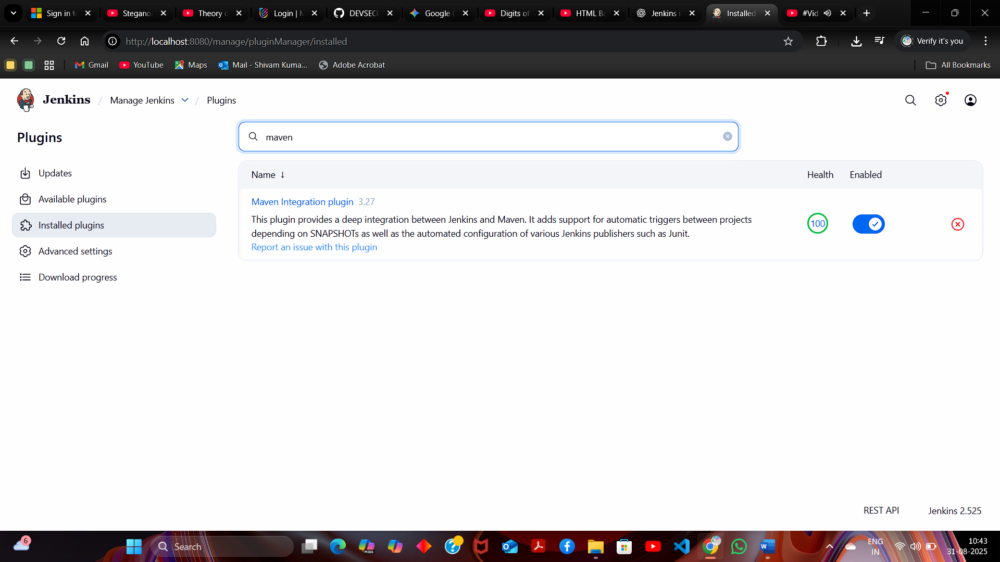 Sign in t
Stegano
Theory o
Login | M
DEVSECO
Google C
Digits of
HTML Ba
Jenkins i
Installed
#Vid
http://localhost:8080/manage/pluginManager/installed
Verify it's you
Gmail
YouTube
Maps
Mail - Shivam Kuma...
Adobe Acrobat
All Bookmarks
Jenkins / Manage Jenkins / Plugins
Plugins
maven
Updates
Available plugins
Installed plugins
Advanced settings
Download progress
Name ↓ Health Enabled
Maven Integration plugin 3.27
This plugin provides a deep integration between Jenkins and Maven. It adds support for automatic triggers between projects
depending on SNAPSHOTs as well as the automated configuration of various Jenkins publishers such as Junit.
Report an issue with this plugin
100
REST API Jenkins 2.525
6
Search
M365
ENG
IN
10:43
31-08-2025